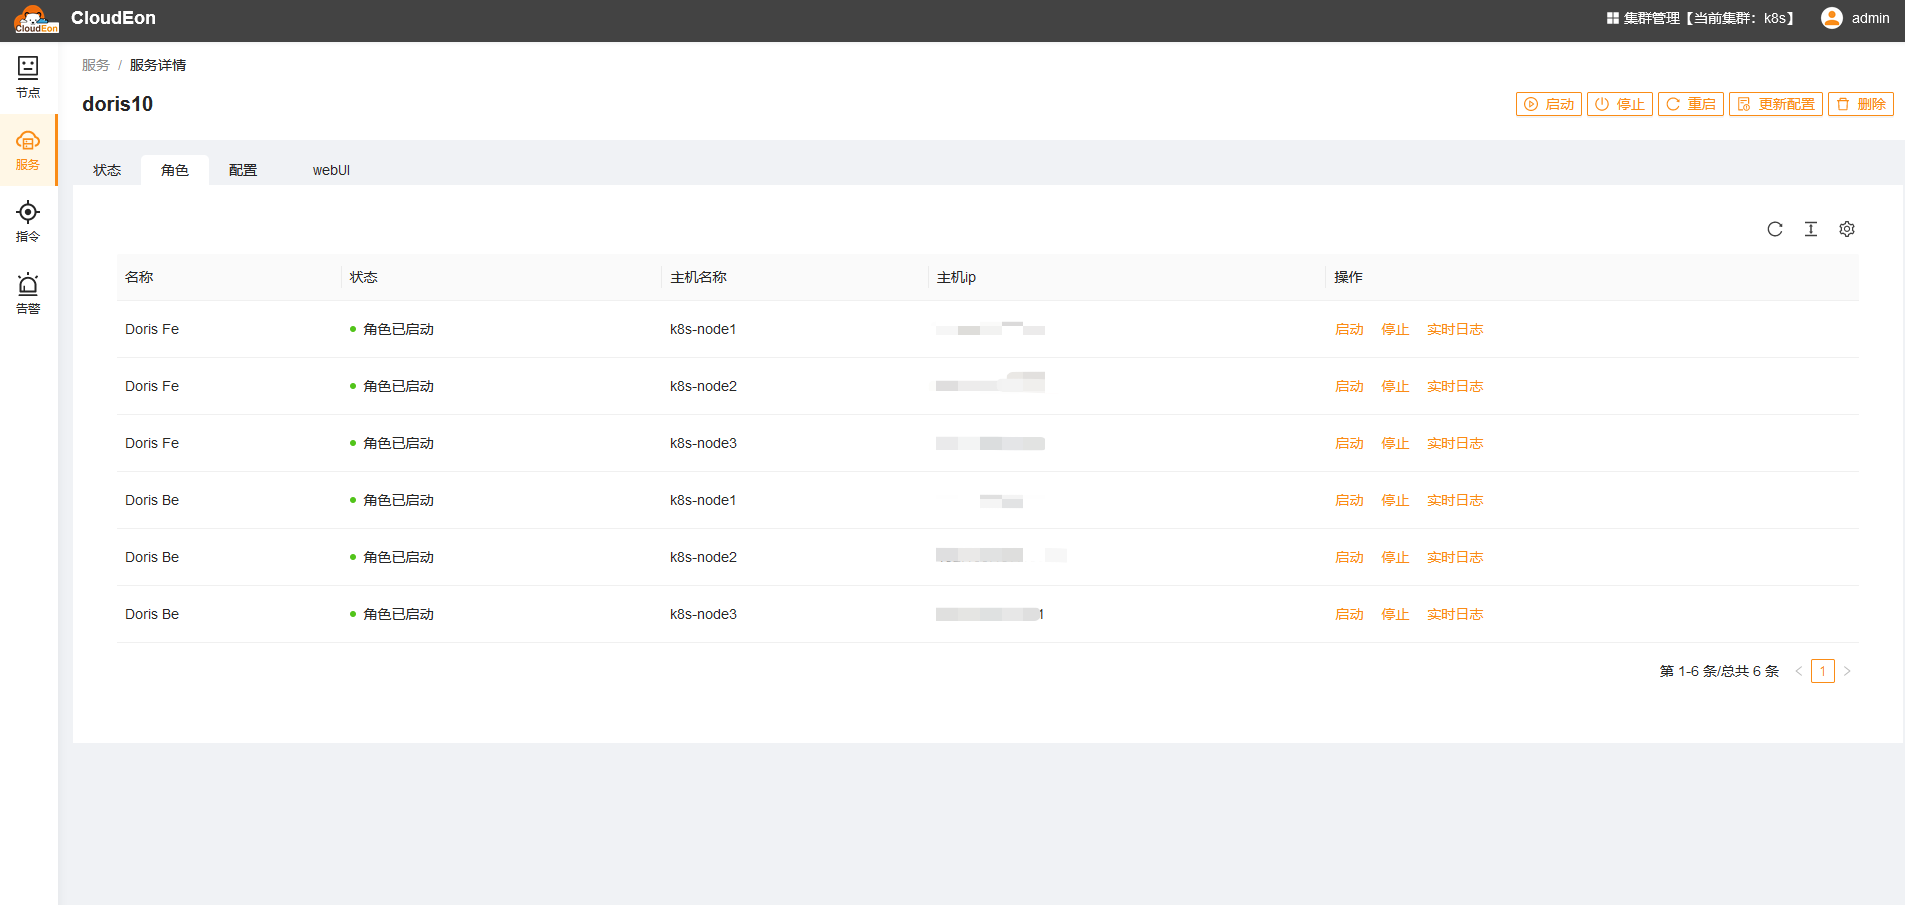 CloudEon
CloudEon
集群管理【当前集群：k8s】
admin
节点
服务
指令
告警
服务 / 服务详情
doris10
启动
停止
重启
更新配置
删除
状态
角色
配置
webUI
名称 状态 主机名称 主机ip 操作
Doris Fe 角色已启动 k8s-node1 启动 停止 实时日志
Doris Fe 角色已启动 k8s-node2 启动 停止 实时日志
Doris Fe 角色已启动 k8s-node3 启动 停止 实时日志
Doris Be 角色已启动 k8s-node1 启动 停止 实时日志
Doris Be 角色已启动 k8s-node2 启动 停止 实时日志
Doris Be 角色已启动 k8s-node3 1 启动 停止 实时日志
第 1-6 条/总共 6 条 < 1 >